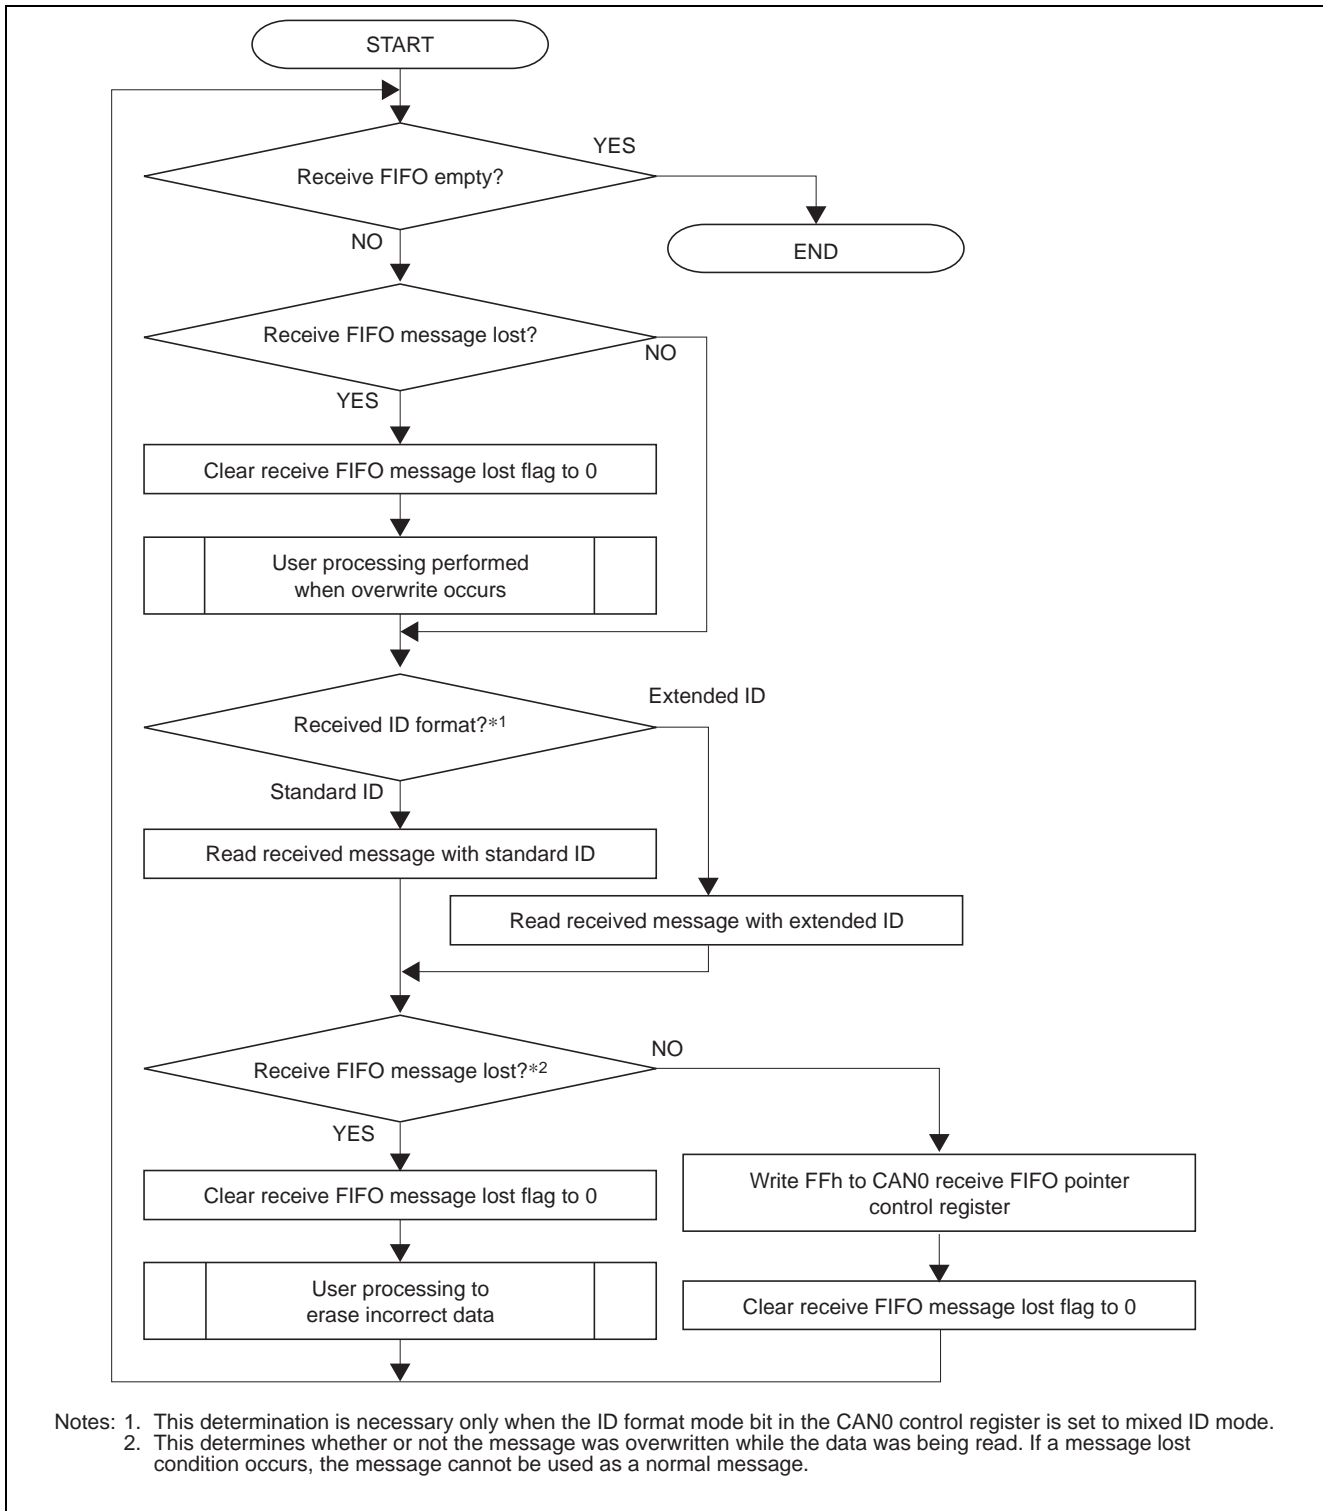 START
YES
Receive FIFO empty?
NO
END
Receive FIFO message lost?
NO
YES
Clear receive FIFO message lost flag to 0
User processing performed
when overwrite occurs
Extended ID
Received ID format?*1
Standard ID
Read received message with standard ID
Read received message with extended ID
NO
Receive FIFO message lost?*2
YES
Write FFh to CAN0 receive FIFO pointer
control register
Clear receive FIFO message lost flag to 0
User processing to
erase incorrect data
Clear receive FIFO message lost flag to 0
Notes: 1. This determination is necessary only when the ID format mode bit in the CAN0 control register is set to mixed ID mode.
2. This determines whether or not the message was overwritten while the data was being read. If a message lost
condition occurs, the message cannot be used as a normal message.